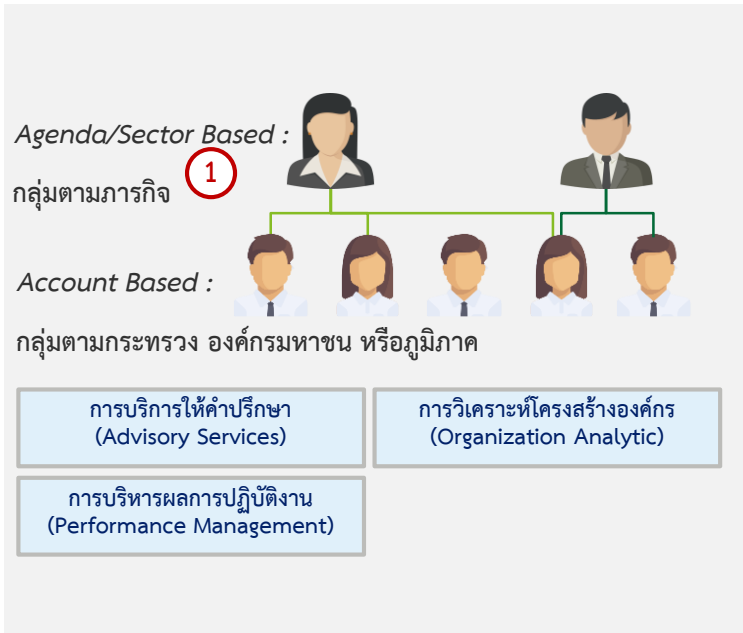 Agenda/Sector Based :
1
กลุ่มตามภารกิจ
Account Based :
กลุ่มตามกระทรวง องค์กรมหาชน หรือภูมิภาค
การบริการให้คำปรึกษา
(Advisory Services)
การวิเคราะห์โครงสร้างองค์กร
(Organization Analytic)
การบริหารผลการปฏิบัติงาน
(Performance Management)